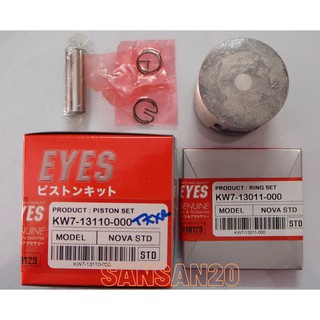 EYES
ピストンキット
PRODUCT : PISTON SET
KW7-13110-000
MODEL NOVA STD
KW7-13110-000
STD
EYES
PRODUCT : RING SET
KW7-13011-000
MODEL NOVA STD
KW7-13011-000
STD
SANSAN20